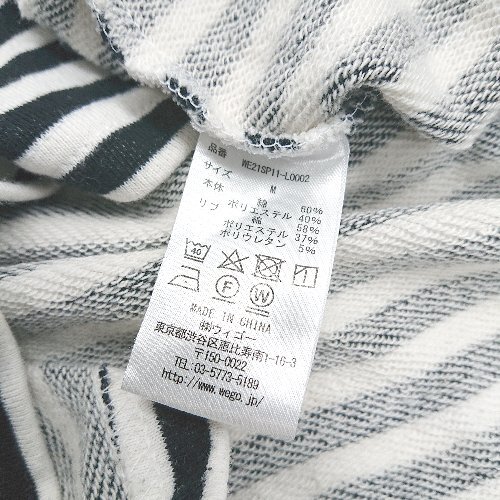 品番 WE21SP11-L0002
サイズ M
本体 綿 60%
ポリエステル 40%
リブ 綿 58%
ポリエステル 37%
ポリウレタン 5%
40
F W
MADE IN CHINA
㈱ウィゴー
東京都渋谷区恵比寿南1-16-3
〒150-0022
TEL: 03-5773-5189
http://www.wego.jp/